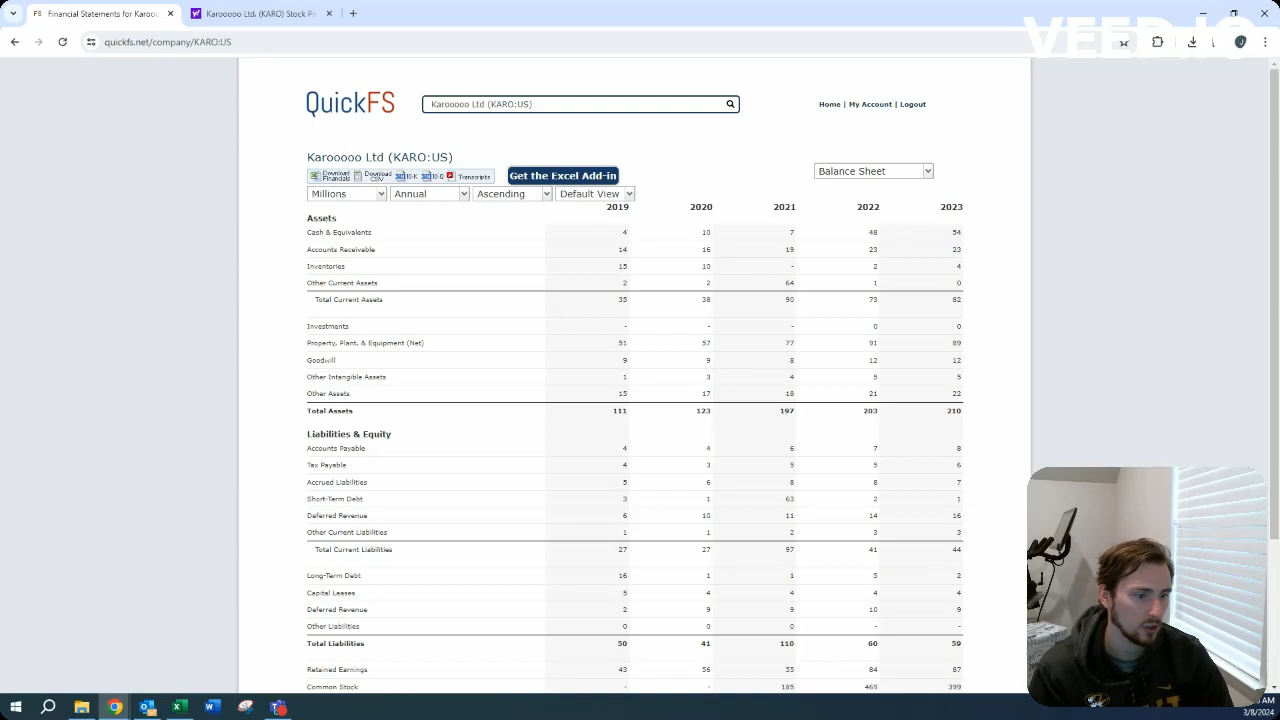 Financial Statements for Karoo
Karooooo Ltd. (KARO) Stock Pr
quickfs.net/company/KARO:US
VEED.IO
QuickFS
Karooooo Ltd (KARO:US)
Home | My Account | Logout
Karooooo Ltd (KARO:US)
Download Financials Download CSV 10-K 10-Q Transcripts Get the Excel Add-in Balance Sheet
Millions Annual Ascending Default View
2019 2020 2021 2022 2023
Assets
Cash & Equivalents 4 10 7 48 54
Accounts Receivable 14 16 19 23 23
Inventories 15 10 - 2 4
Other Current Assets 2 2 64 1 0
Total Current Assets 35 38 90 73 82
Investments - - - 0 0
Property, Plant, & Equipment (Net) 51 57 77 91 89
Goodwill 9 9 8 12 12
Other Intangible Assets 1 3 4 5 5
Other Assets 15 17 18 21 22
Total Assets 111 123 197 203 210
Liabilities & Equity
Accounts Payable 4 4 6 7 8
Tax Payable 4 3 5 5 6
Accrued Liabilities 5 6 8 8 7
Short-Term Debt 3 1 63 2 1
Deferred Revenue 6 10 11 14 16
Other Current Liabilities 1 1 2 3 3
Total Current Liabilities 27 27 97 41 44
Long-Term Debt 16 1 1 5 2
Capital Leases 5 4 4 4 4
Deferred Revenue 2 9 9 10 9
Other Liabilities 0 0 0 - -
Total Liabilities 50 41 110 60 59
Retained Earnings 43 56 55 84 87
Common Stock - - 185 469 399
AM
3/8/2024